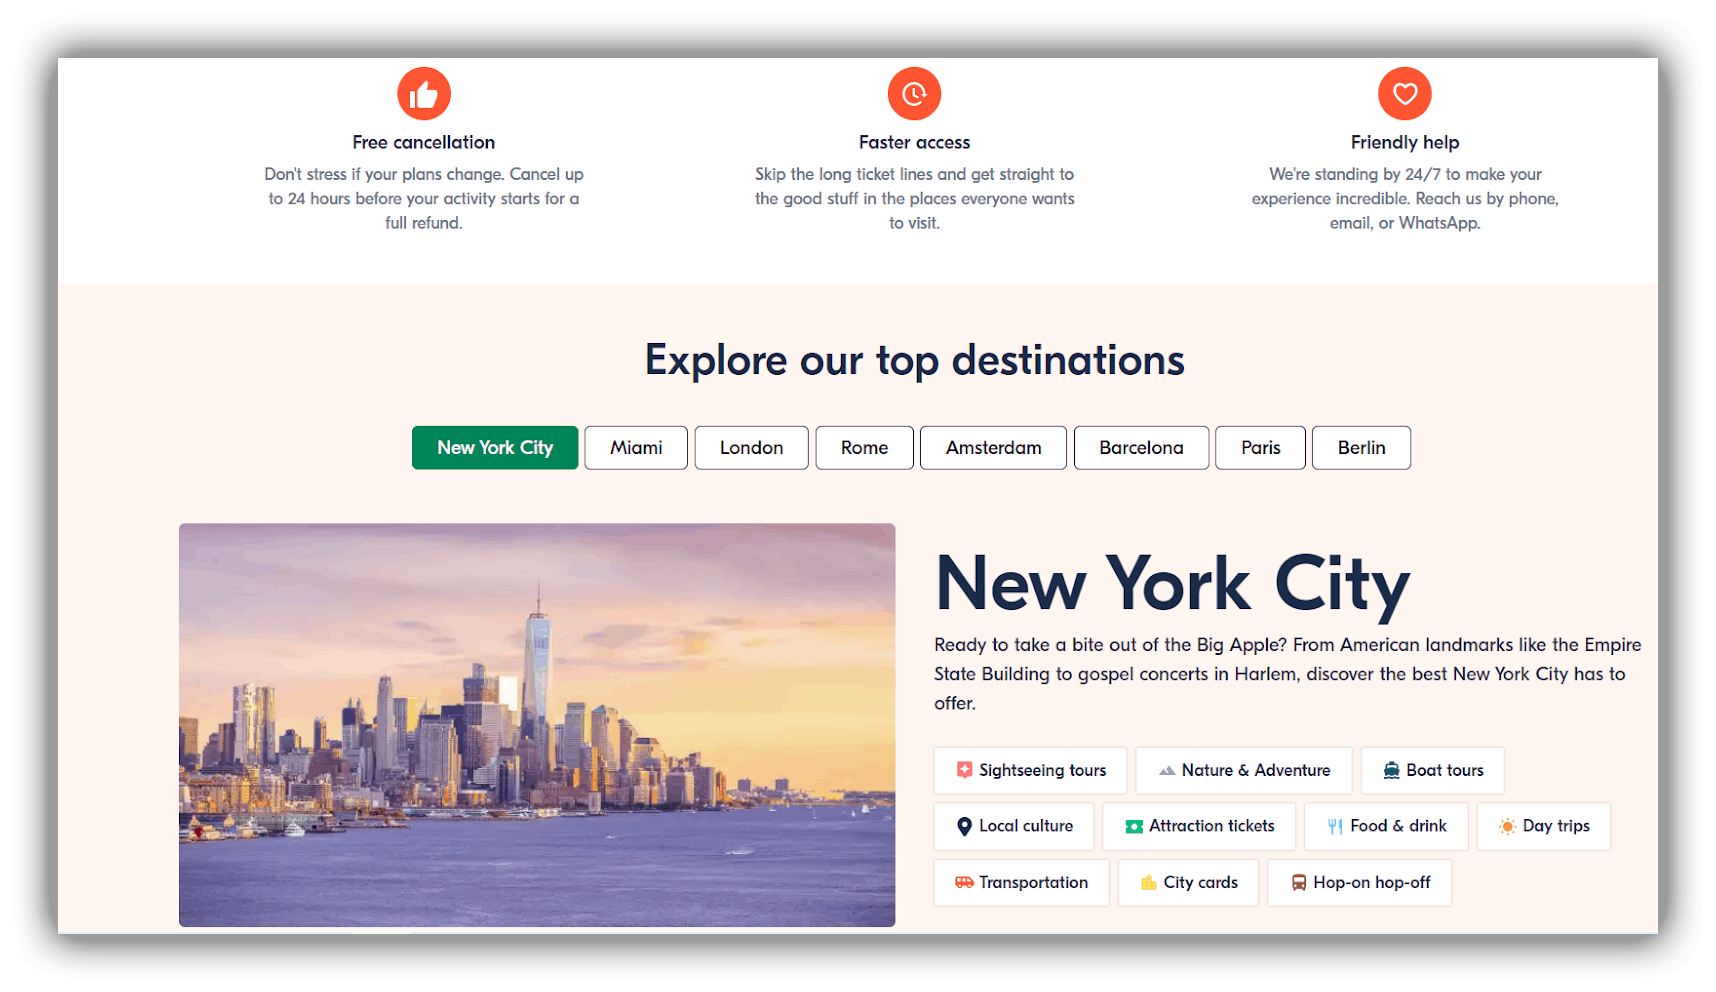 Free cancellation
Don't stress if your plans change. Cancel up
to 24 hours before your activity starts for a
full refund.
Faster access
Skip the long ticket lines and get straight to
the good stuff in the places everyone wants
to visit.
Friendly help
We're standing by 24/7 to make your
experience incredible. Reach us by phone,
email, or WhatsApp.
Explore our top destinations
New York City
Miami
London
Rome
Amsterdam
Barcelona
Paris
Berlin
New York City
Ready to take a bite out of the Big Apple? From American landmarks like the Empire
State Building to gospel concerts in Harlem, discover the best New York City has to
offer.
Sightseeing tours
Nature & Adventure
Boat tours
Local culture
Attraction tickets
Food & drink
Day trips
Transportation
City cards
Hop-on hop-off